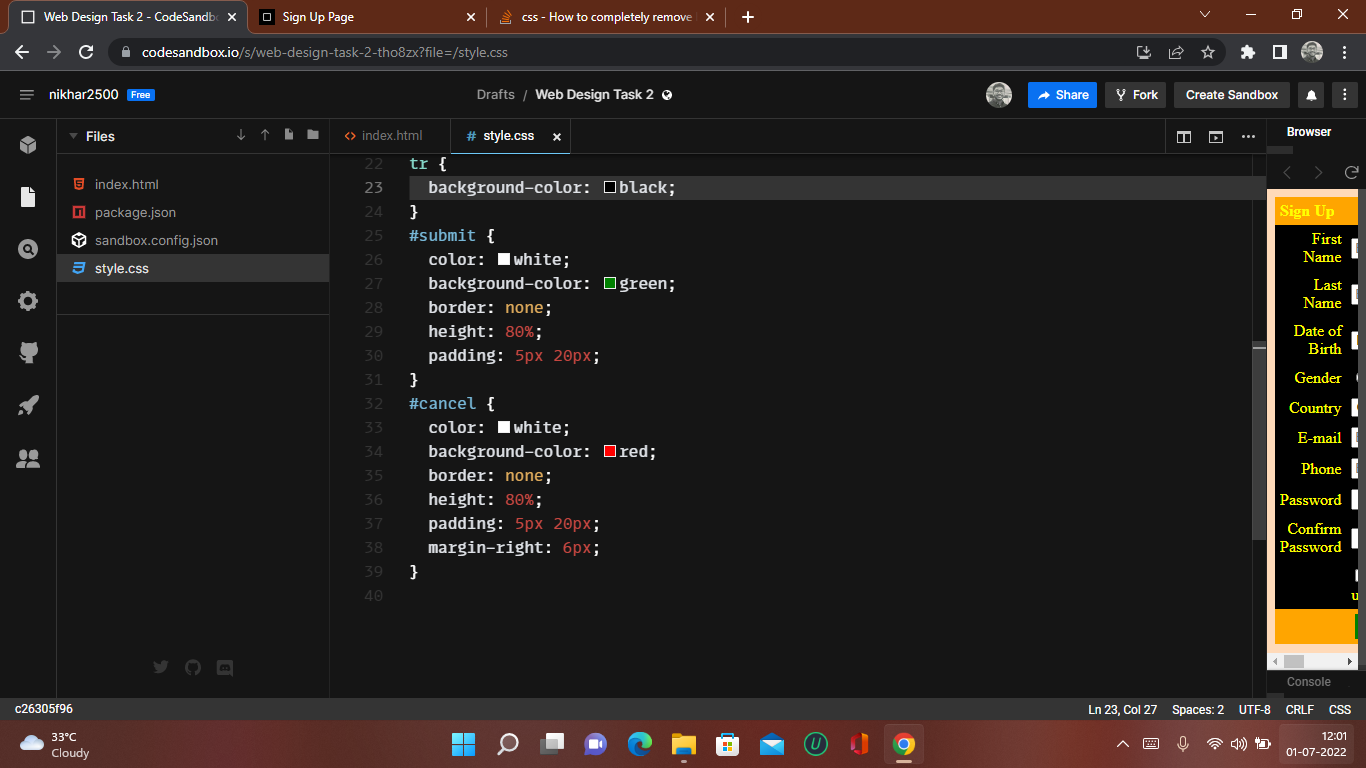 Web Design Task 2 - CodeSandb
Sign Up Page
css - How to completely remove
codesandbox.io/s/web-design-task-2-tho8zx?file=/style.css
nikhar2500 Free
Drafts / Web Design Task 2
Share Fork Create Sandbox
Files
index.html
package.json
sandbox.config.json
style.css
index.html
# style.css
22 tr {
23 background-color: black;
24 }
25 #submit {
26 color: white;
27 background-color: green;
28 border: none;
29 height: 80%;
30 padding: 5px 20px;
31 }
32 #cancel {
33 color: white;
34 background-color: red;
35 border: none;
36 height: 80%;
37 padding: 5px 20px;
38 margin-right: 6px;
39 }
40
Browser
Sign Up
First
Name
Last
Name
Date of
Birth
Gender
Country
E-mail
Phone
Password
Confirm
Password
u
Console
c26305f96
Ln 23, Col 27 Spaces: 2 UTF-8 CRLF CSS
33°C
Cloudy
12:01
01-07-2022